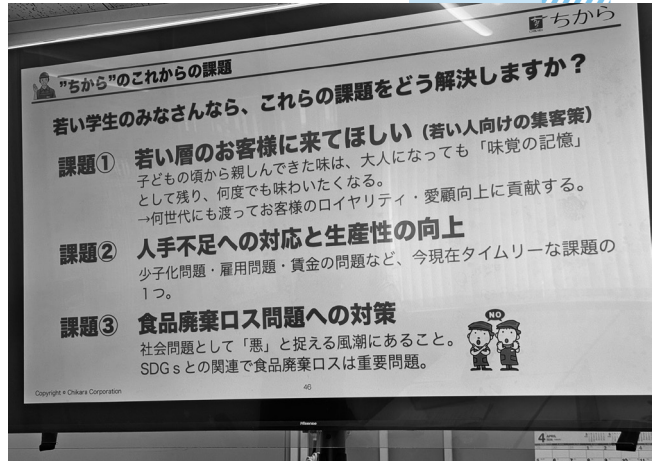 ちから
"ちから"のこれからの課題
若い学生のみなさんなら、これらの課題をどう解決しますか？
課題① 若い層のお客様に来てほしい（若い人向けの集客策）
子どもの頃から親しんできた味は、大人になっても「味覚の記憶」
として残り、何度でも味わいたくなる。
→何世代にも渡ってお客様のロイヤリティ・愛顧向上に貢献する。
課題② 人手不足への対応と生産性の向上
少子化問題・雇用問題・賃金の問題など、今現在タイムリーな課題の
１つ。
課題③ 食品廃棄ロス問題への対策
社会問題として「悪」と捉える風潮にあること。
SDGｓとの関連で食品廃棄ロスは重要問題。
NO
Copyright © Chikara Corporation
46
Hisense
4